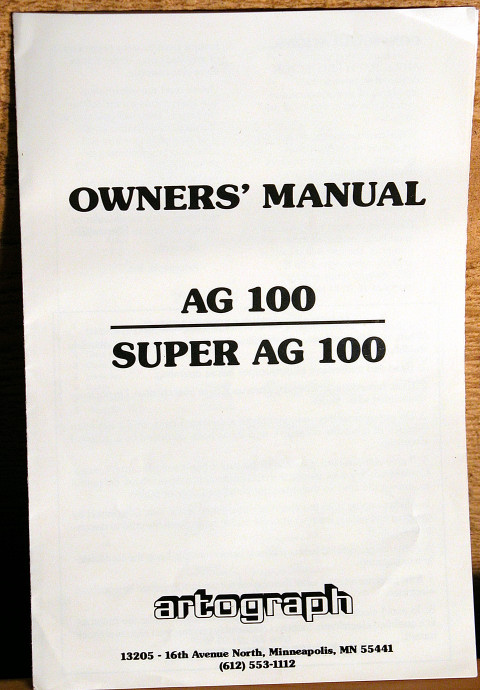 OWNERS' MANUAL
AG 100
SUPER AG 100
artograph
13205 - 16th Avenue North, Minneapolis, MN 55441
(612) 553-1112